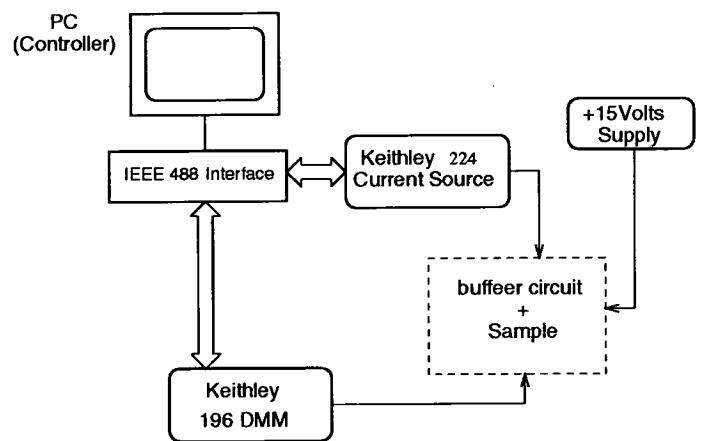 PC
(Controller)
IEEE 488 Interface
Keithley 224
Current Source
+15Volts
Supply
buffeer circuit
+
Sample
Keithley
196 DMM